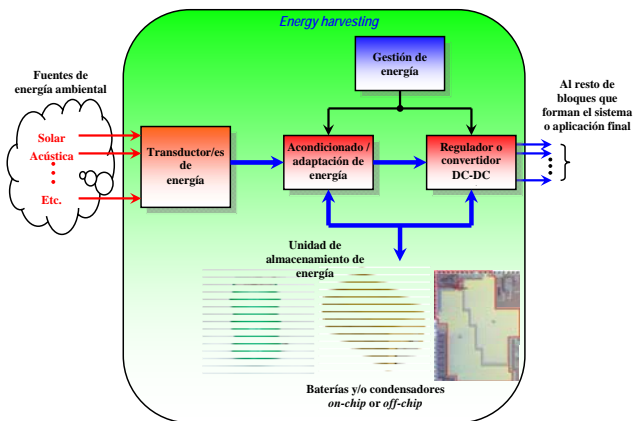 Energy harvesting
Fuentes de
energía ambiental
Solar
Acústica
Etc.
Transductor/es
de
energía
Gestión de
energía
Acondicionado /
adaptación de
energía
Regulador o
convertidor
DC-DC
Al resto de
bloques que
forman el sistema
o aplicación final
Unidad de
almacenamiento de
energía
Baterías y/o condensadores
on-chip or off-chip